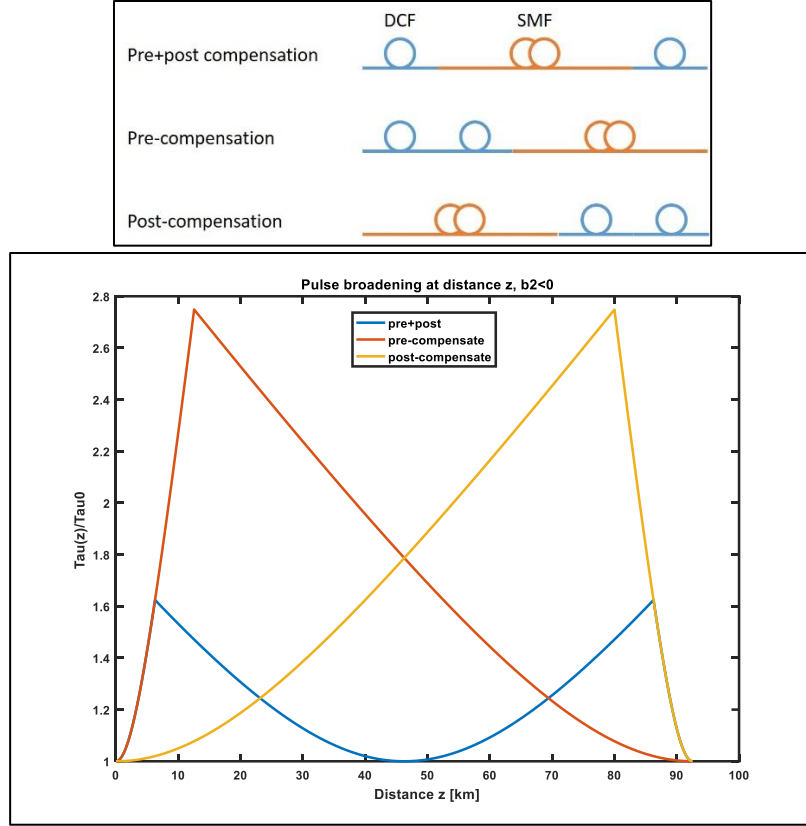 DCF SMF
Pre+post compensation
Pre-compensation
Post-compensation
Pulse broadening at distance z, b2<0
pre+post
pre-compensate
post-compensate
Tau(z)/Tau0
2.8
2.6
2.4
2.2
2
1.8
1.6
1.4
1.2
1
0 10 20 30 40 50 60 70 80 90 100
Distance z [km]